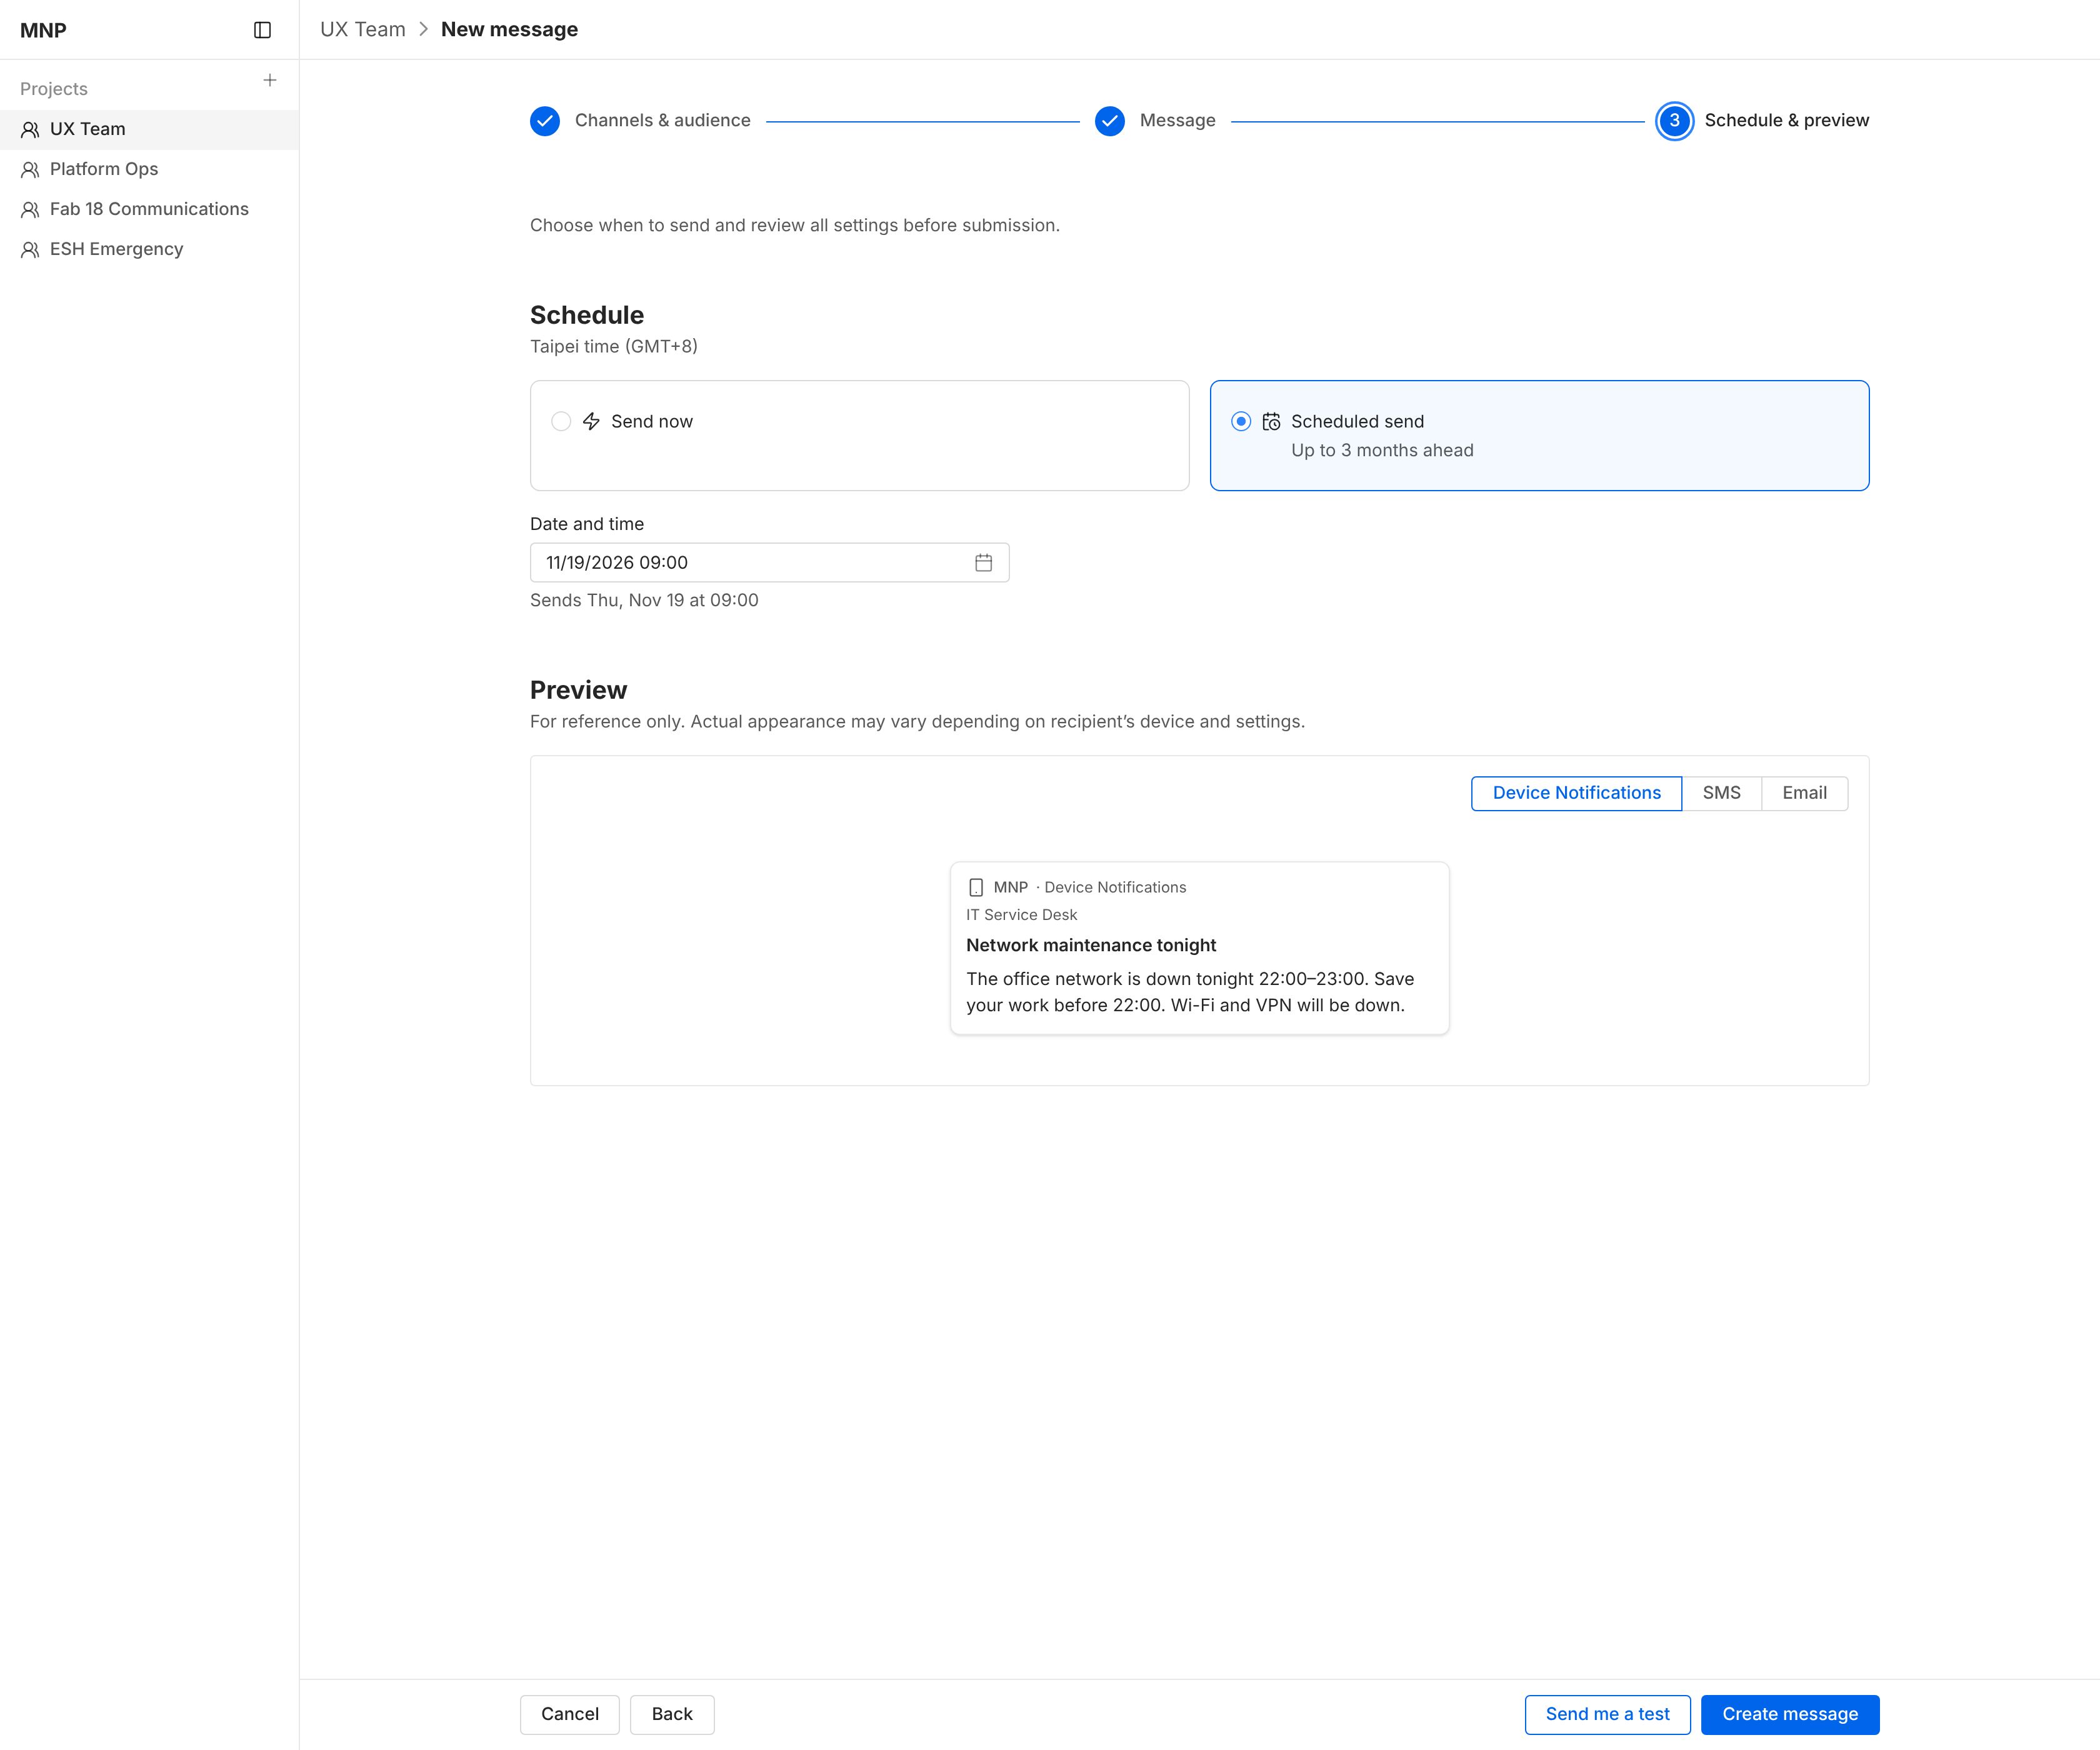 MNP
UX Team > New message
Projects
UX Team
Platform Ops
Fab 18 Communications
ESH Emergency
Channels & audience
Message
3 Schedule & preview
Choose when to send and review all settings before submission.
Schedule
Taipei time (GMT+8)
Send now
Scheduled send
Up to 3 months ahead
Date and time
11/19/2026 09:00
Sends Thu, Nov 19 at 09:00
Preview
For reference only. Actual appearance may vary depending on recipient’s device and settings.
Device Notifications SMS Email
MNP · Device Notifications
IT Service Desk
Network maintenance tonight
The office network is down tonight 22:00–23:00. Save
your work before 22:00. Wi-Fi and VPN will be down.
Cancel Back Send me a test Create message